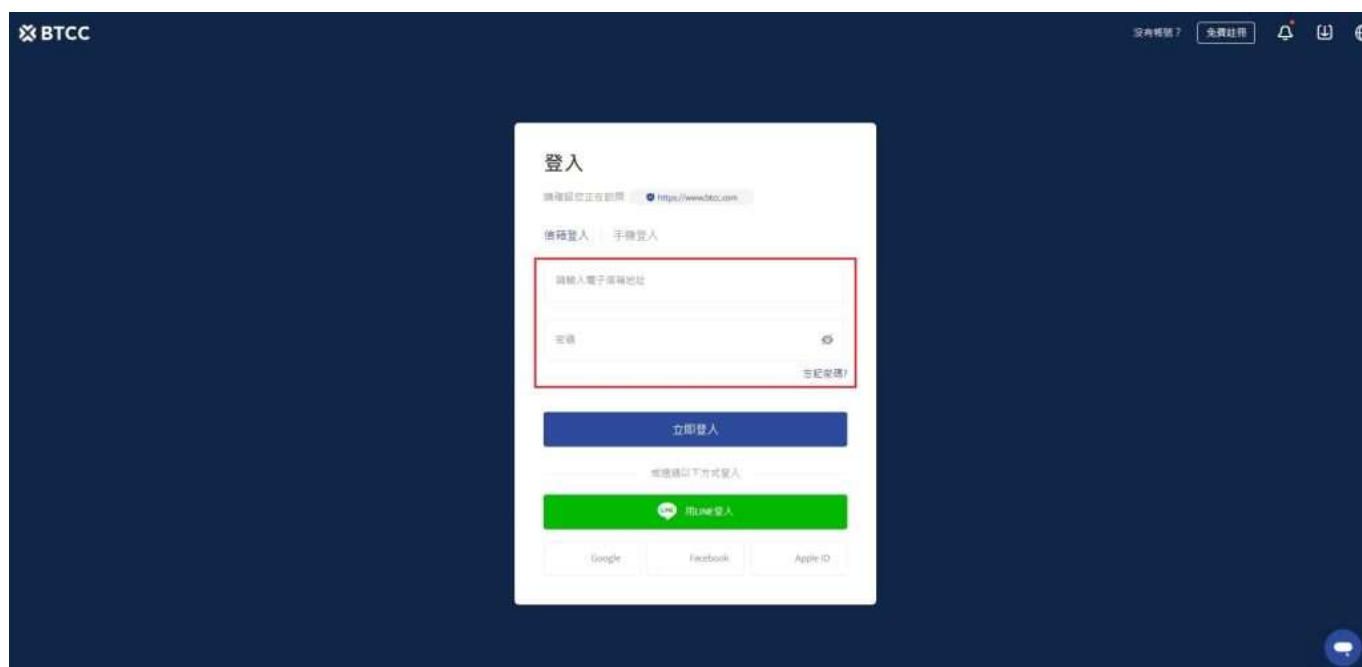 BTCC
沒有帳號？ 免費註冊
登入
請確認您正在訪問 https://www.btcc.com
信箱登入 手機登入
請輸入電子信箱地址
密碼
忘記密碼?
立即登入
或透過以下方式登入
LINE 用LINE登入
Google Facebook Apple ID